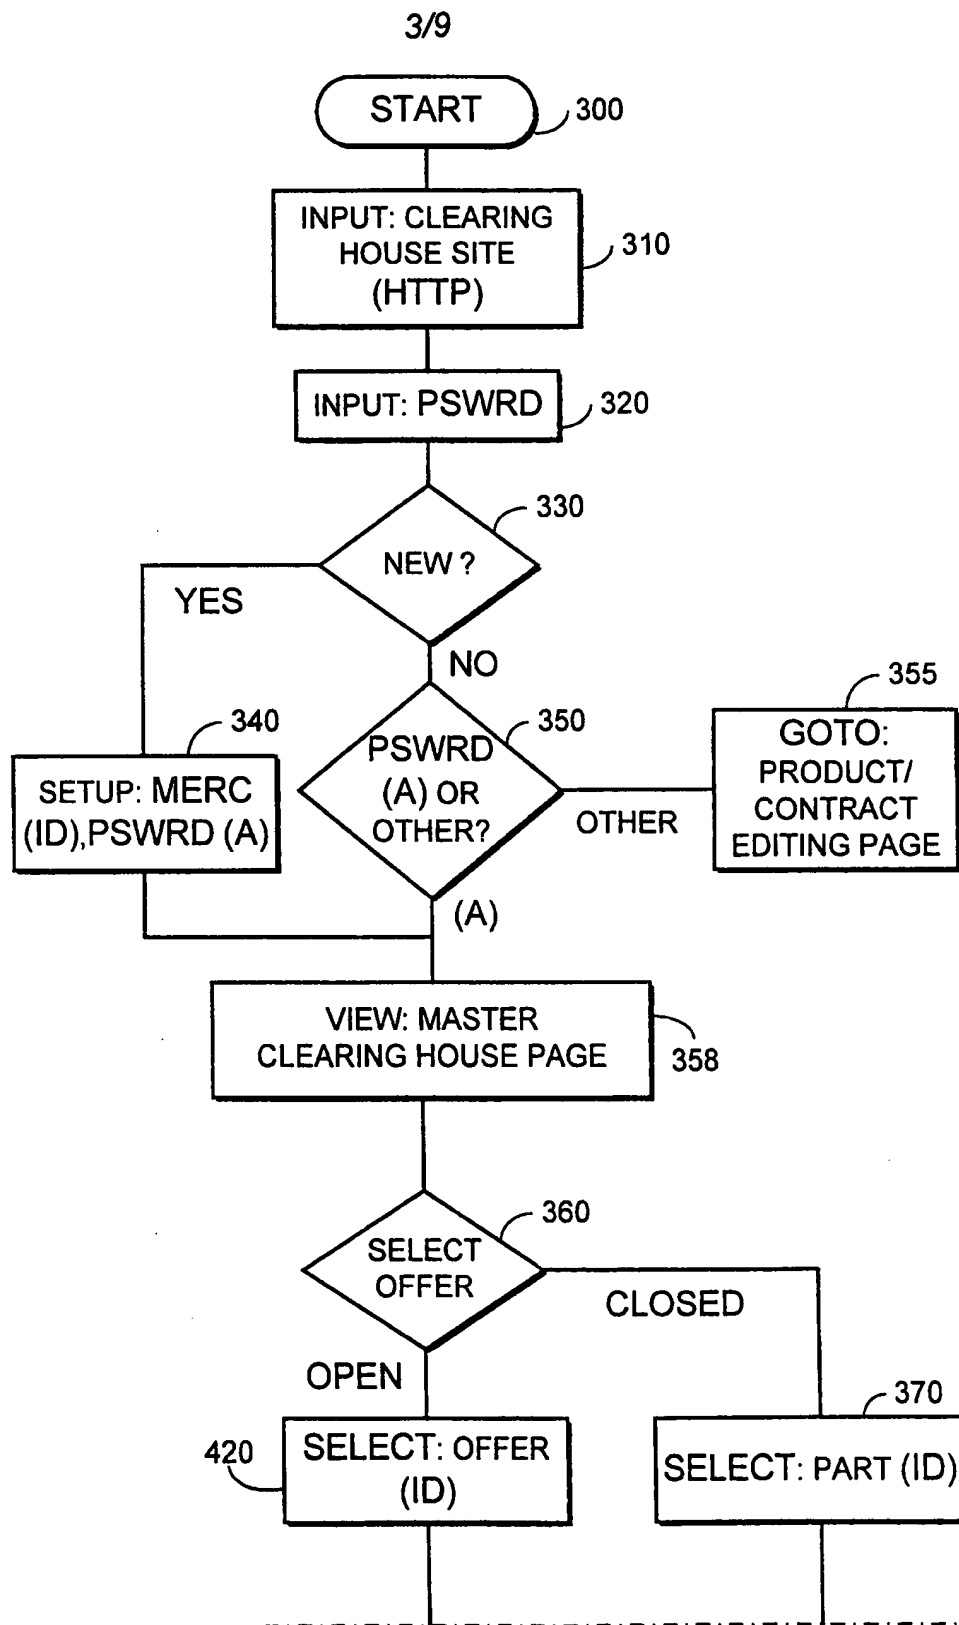 3/9
START
300
INPUT: CLEARING
HOUSE SITE
(HTTP)
310
INPUT: PSWRD
320
330
NEW ?
YES
NO
340
SETUP: MERC
(ID),PSWRD (A)
350
PSWRD
(A) OR
OTHER?
OTHER
355
GOTO:
PRODUCT/
CONTRACT
EDITING PAGE
(A)
VIEW: MASTER
CLEARING HOUSE PAGE
358
360
SELECT
OFFER
CLOSED
OPEN
420
SELECT: OFFER
(ID)
370
SELECT: PART (ID)